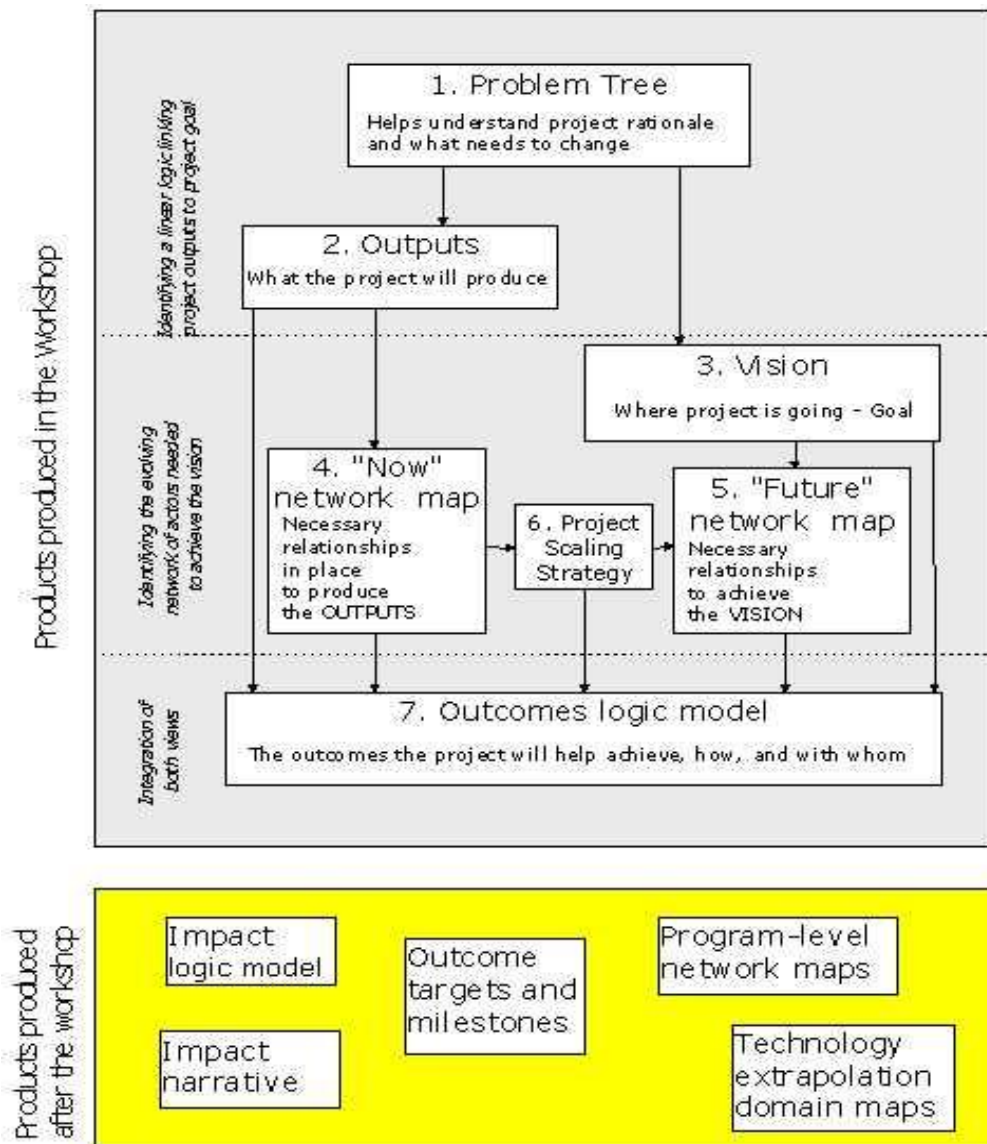 Products produced in the Workshop
Identifying a linear logic linking
project outputs to project goal
1. Problem Tree
Helps understand project rationale
and what needs to change
2. Outputs
What the project will produce
Identifying the evolving
network of actors needed
to achieve the vision
3. Vision
Where project is going - Goal
4. "Now"
network map
Necessary
relationships
in place
to produce
the OUTPUTS
6. Project
Scaling
Strategy
5. "Future"
network map
Necessary
relationships
to achieve
the VISION
Integration of
both views
7. Outcomes logic model
The outcomes the project will help achieve, how, and with whom
Products produced
after the workshop
Impact
logic model
Outcome
targets and
milestones
Program-level
network maps
Impact
narrative
Technology
extrapolation
domain maps